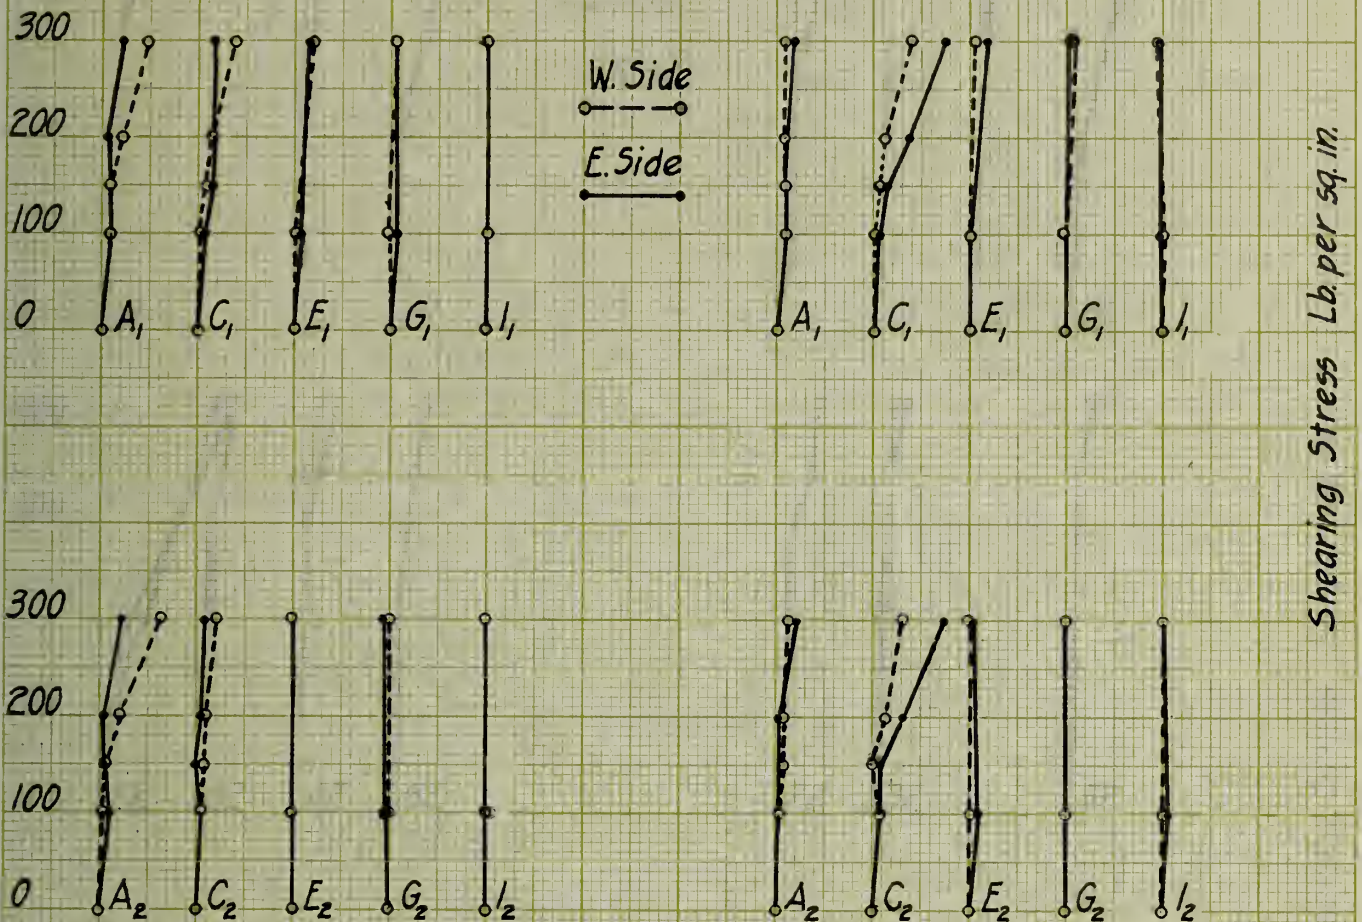 300
W. Side
200
E. Side
100
0 A₁ C₁ E₁ G₁ I₁ A₁ C₁ E₁ G₁ I₁
Shearing Stress Lb. per sq. in.
300
200
100
0 A₂ C₂ E₂ G₂ I₂ A₂ C₂ E₂ G₂ I₂